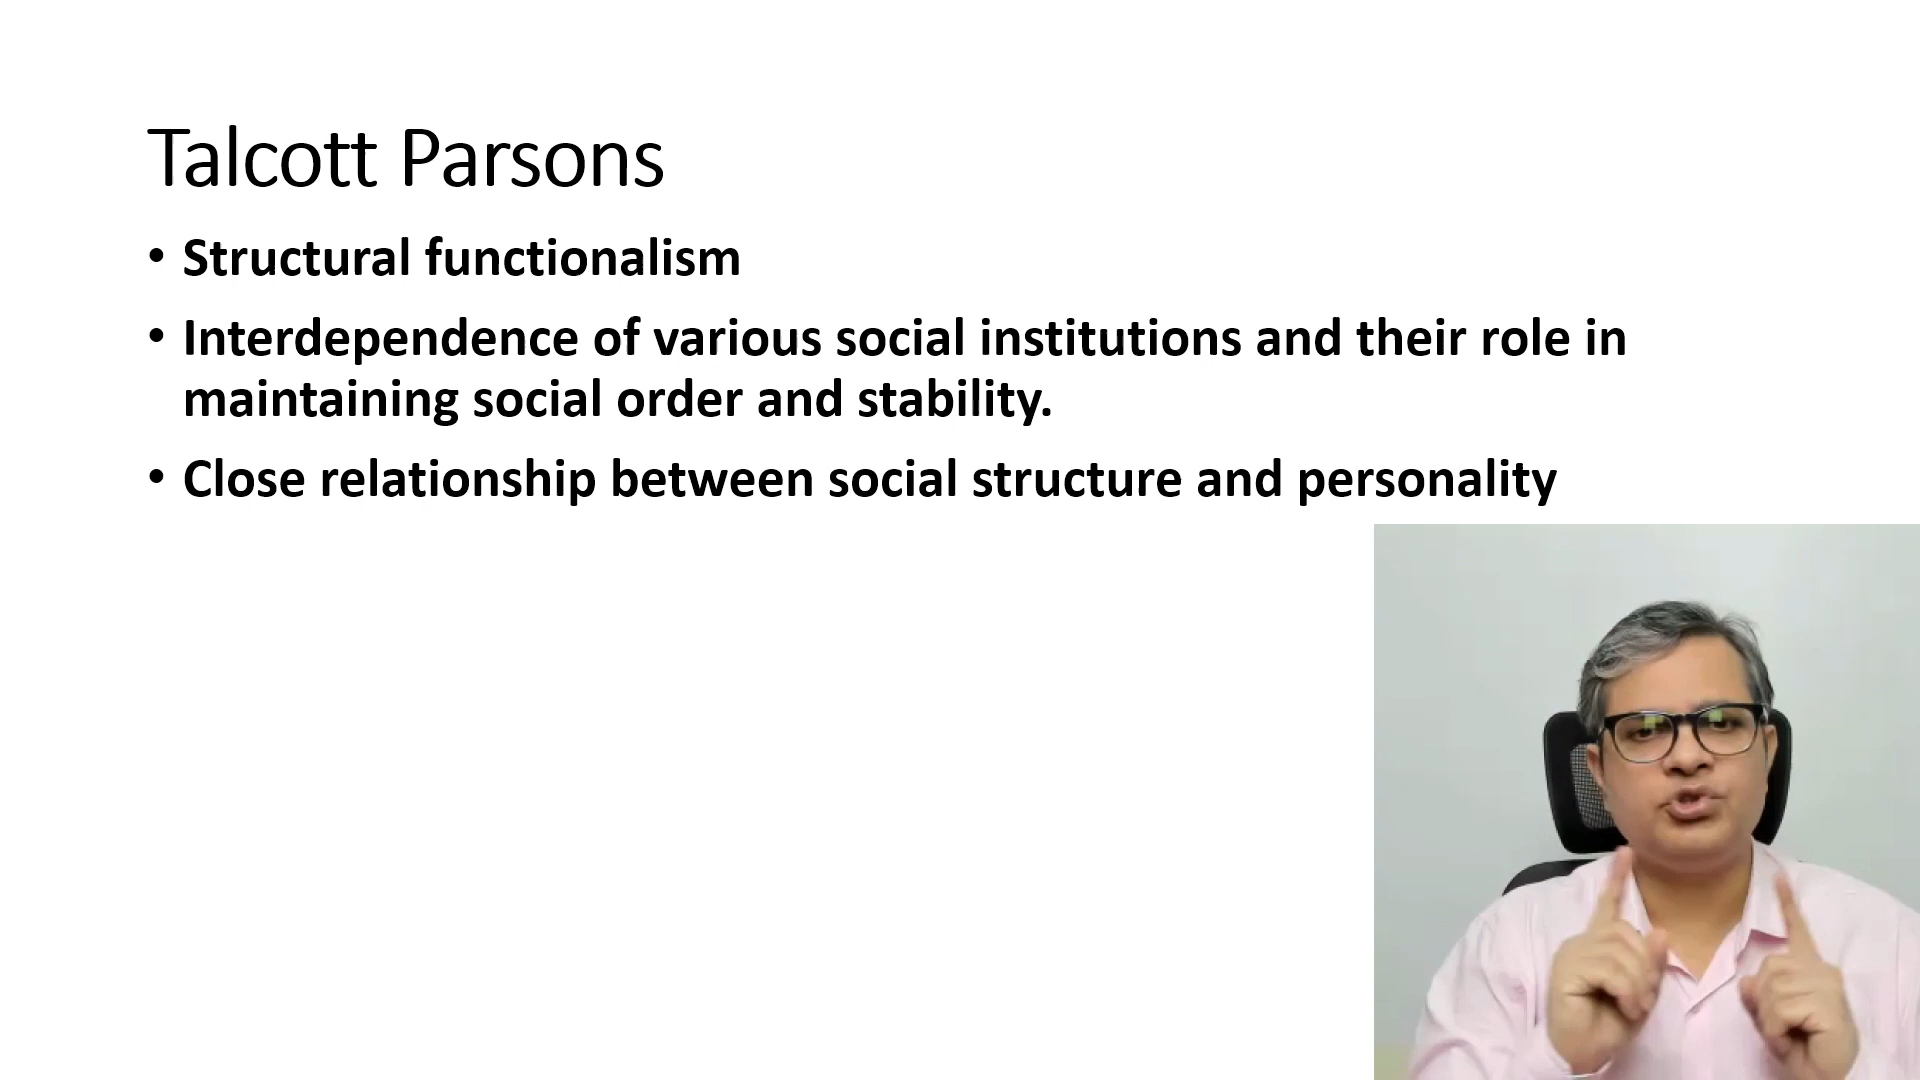 Talcott Parsons
• Structural functionalism
• Interdependence of various social institutions and their role in
maintaining social order and stability.
• Close relationship between social structure and personality